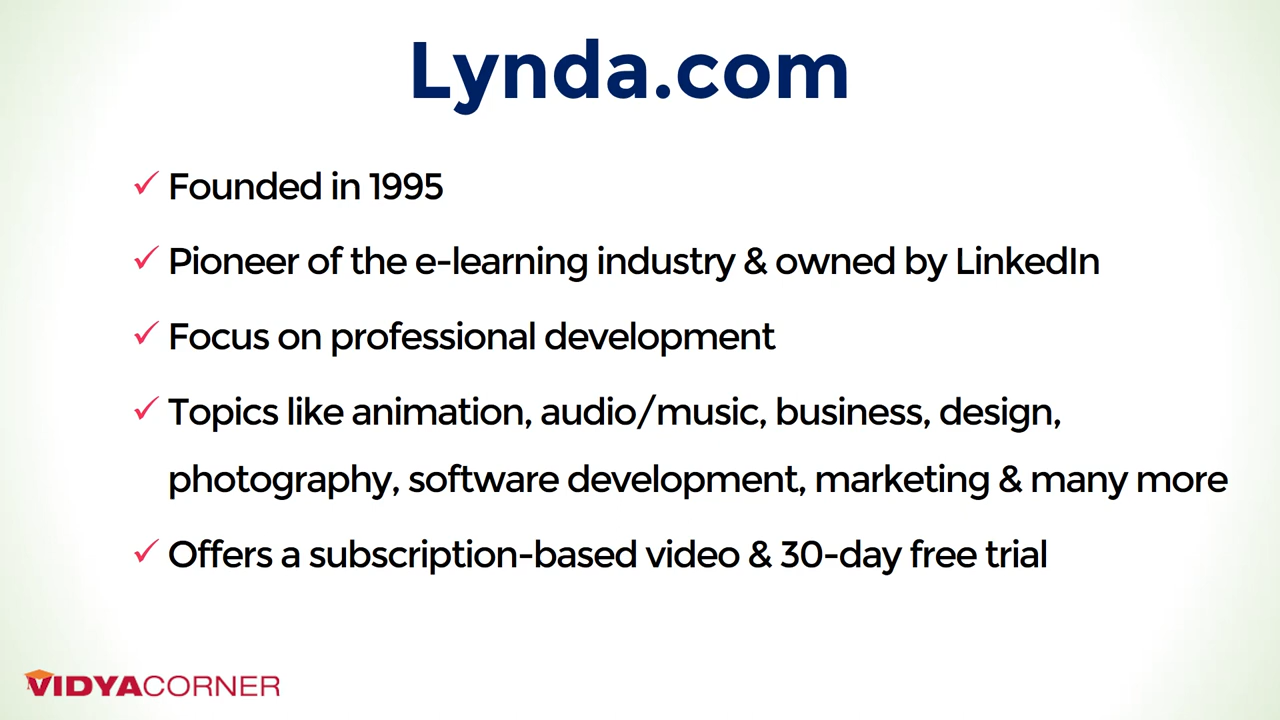 Lynda.com
✓ Founded in 1995
✓ Pioneer of the e-learning industry & owned by LinkedIn
✓ Focus on professional development
✓ Topics like animation, audio/music, business, design,
photography, software development, marketing & many more
✓ Offers a subscription-based video & 30-day free trial
VIDYACORNER